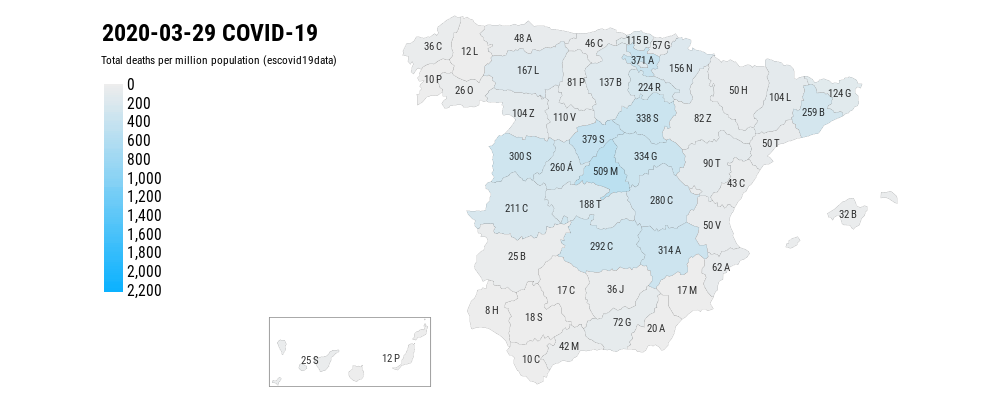 2020-03-29 COVID-19
Total deaths per million population (escovid19data)
0
200
400
600
800
1,000
1,200
1,400
1,600
1,800
2,000
2,200
36 C
12 L
48 A
46 C
115 B
57 G
371 A
156 N
167 L
10 P
26 O
81 P
137 B
224 R
50 H
104 L
124 G
259 B
104 Z
110 V
338 S
82 Z
379 S
50 T
300 S
260 Á
509 M
334 G
90 T
43 C
211 C
188 T
280 C
32 B
50 V
25 B
292 C
314 A
62 A
17 C
36 J
17 M
8 H
18 S
72 G
20 A
42 M
10 C
25 S
12 P